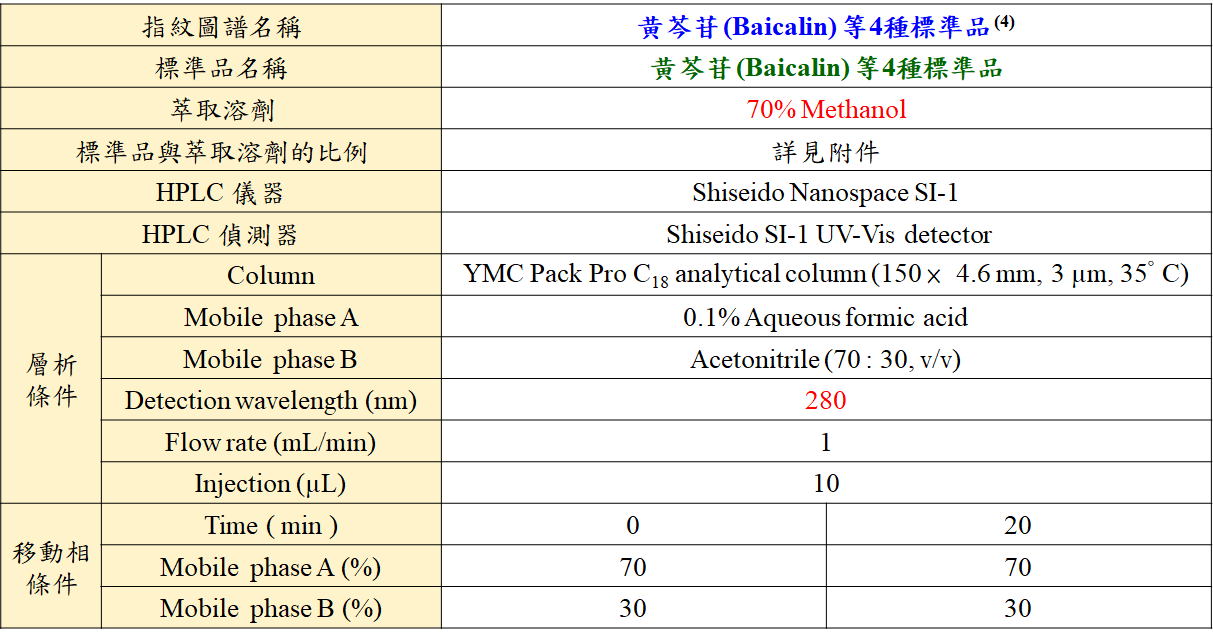 指紋圖譜名稱 黃芩苷(Baicalin) 等4種標準品(4)
標準品名稱 黃芩苷(Baicalin) 等4種標準品
萃取溶劑 70% Methanol
標準品與萃取溶劑的比例 詳見附件
HPLC 儀器 Shiseido Nanospace SI-1
HPLC 偵測器 Shiseido SI-1 UV-Vis detector
層析
條件
Column YMC Pack Pro C18 analytical column (150 × 4.6 mm, 3 μm, 35° C)
Mobile phase A 0.1% Aqueous formic acid
Mobile phase B Acetonitrile (70 : 30, v/v)
Detection wavelength (nm) 280
Flow rate (mL/min) 1
Injection (μL) 10
移動相
條件
Time ( min ) 0 20
Mobile phase A (%) 70 70
Mobile phase B (%) 30 30